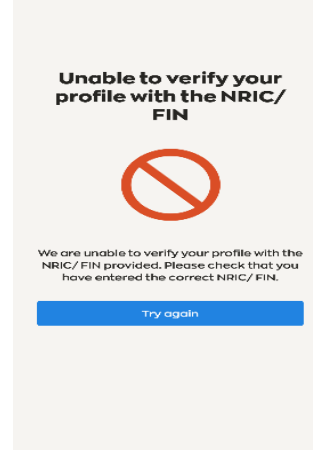 Unable to verify your
profile with the NRIC/
FIN
We are unable to verify your profile with the
NRIC/ FIN provided. Please check that you
have entered the correct NRIC/ FIN.
Try again